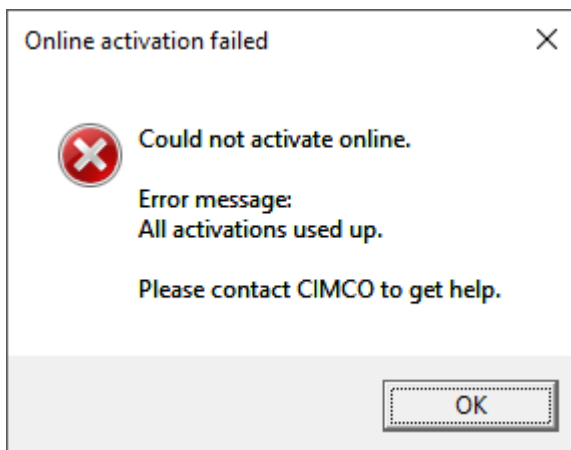 Online activation failed
Could not activate online.
Error message:
All activations used up.
Please contact CIMCO to get help.
OK